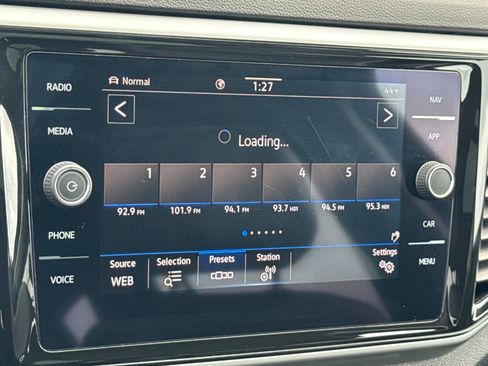 RADIO
MEDIA
PHONE
VOICE
Normal
1:27
44°F
Loading...
1 2 3 4 5 6
92.9 FM 101.9 FM 94.1 FM 93.7 HD1 94.5 FM 95.3 HD1
Source Selection Presets Station Settings
WEB
NAV
APP
CAR
MENU